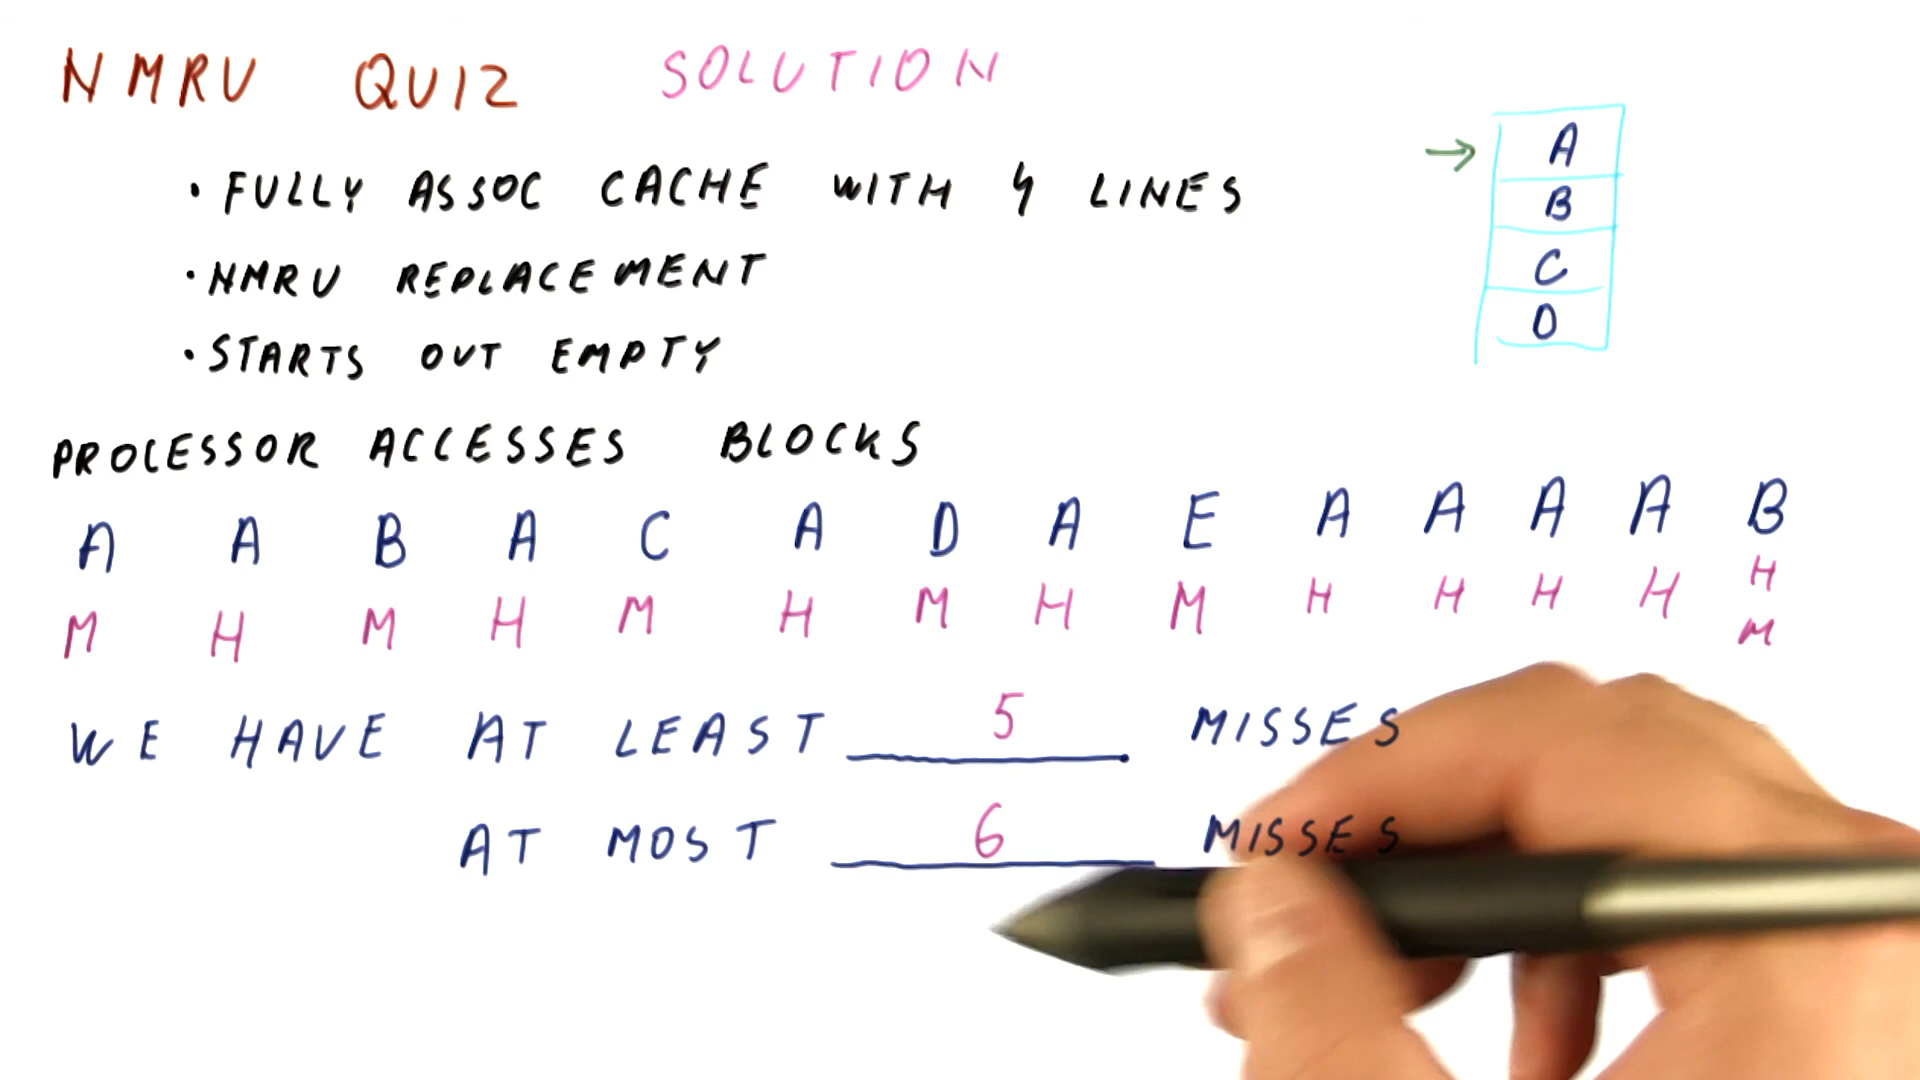 NMRU QUIZ SOLUTION
• FULLY ASSOC CACHE WITH 4 LINES
• NMRU REPLACEMENT
• STARTS OUT EMPTY
→ A
B
C
D
PROCESSOR ACCESSES BLOCKS
A A B A C A D A E A A A A B
M H M H M H M H M H H H H H
M
WE HAVE AT LEAST 5 MISSES
AT MOST 6 MISSES